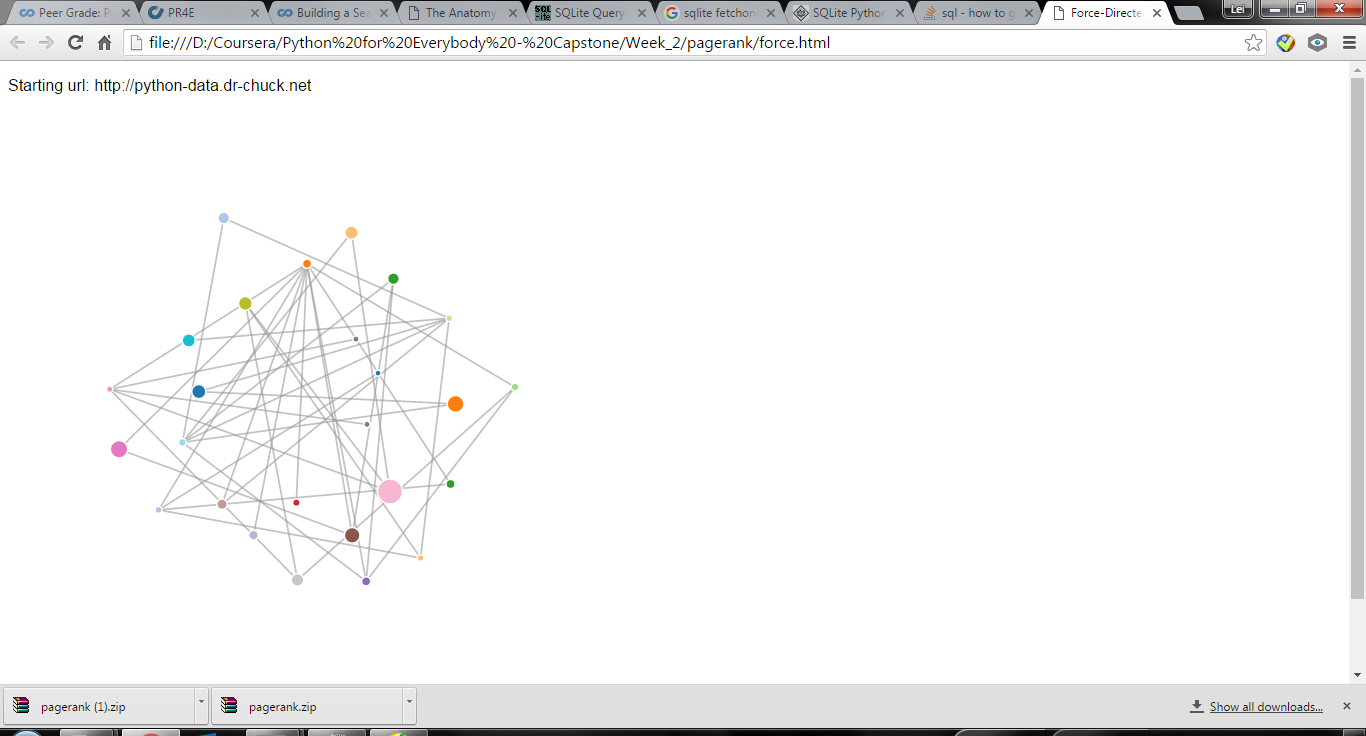 Peer Grade: P
PR4E
Building a Sea
The Anatomy
SQLite Query
sqlite fetchon
SQLite Python
sql - how to g
Force-Directe
Lei
file:///D:/Coursera/Python%20for%20Everybody%20-%20Capstone/Week_2/pagerank/force.html
Starting url: http://python-data.dr-chuck.net
pagerank (1).zip
pagerank.zip
Show all downloads...